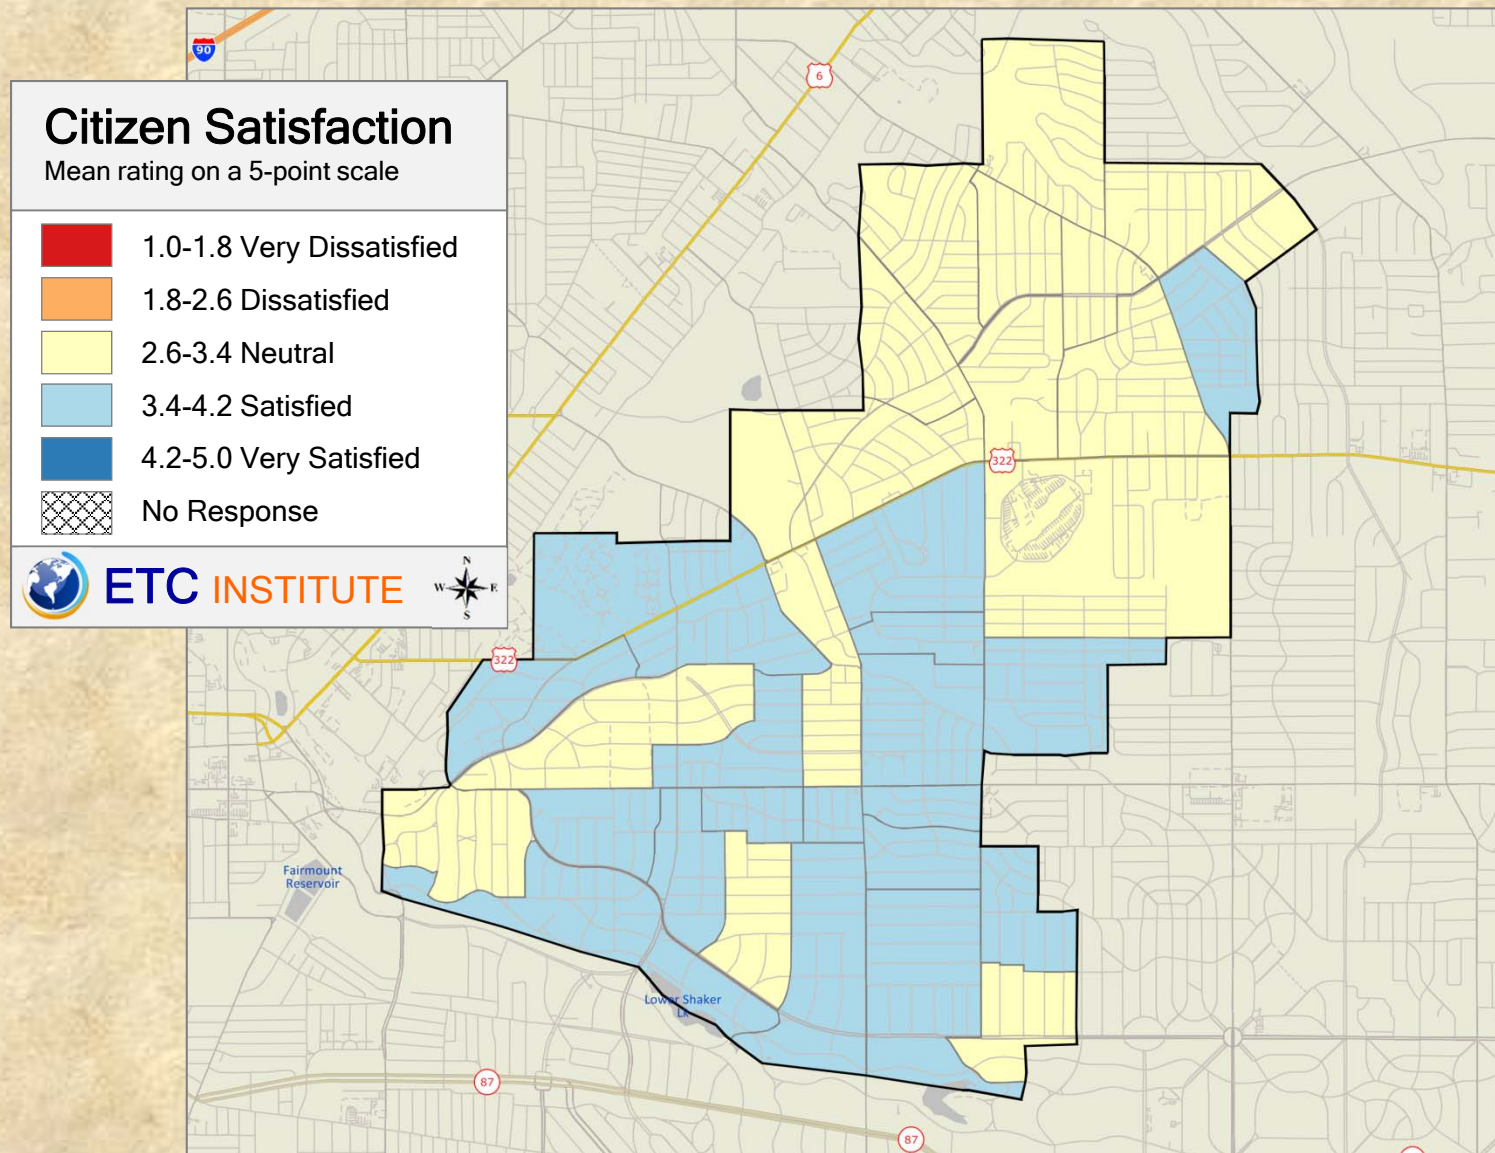 90
6
Citizen Satisfaction
Mean rating on a 5-point scale
1.0-1.8 Very Dissatisfied
1.8-2.6 Dissatisfied
2.6-3.4 Neutral
3.4-4.2 Satisfied
4.2-5.0 Very Satisfied
No Response
ETC INSTITUTE
N
W E
S
322
322
Fairmount
Reservoir
Lower Shaker
Lk
87
87